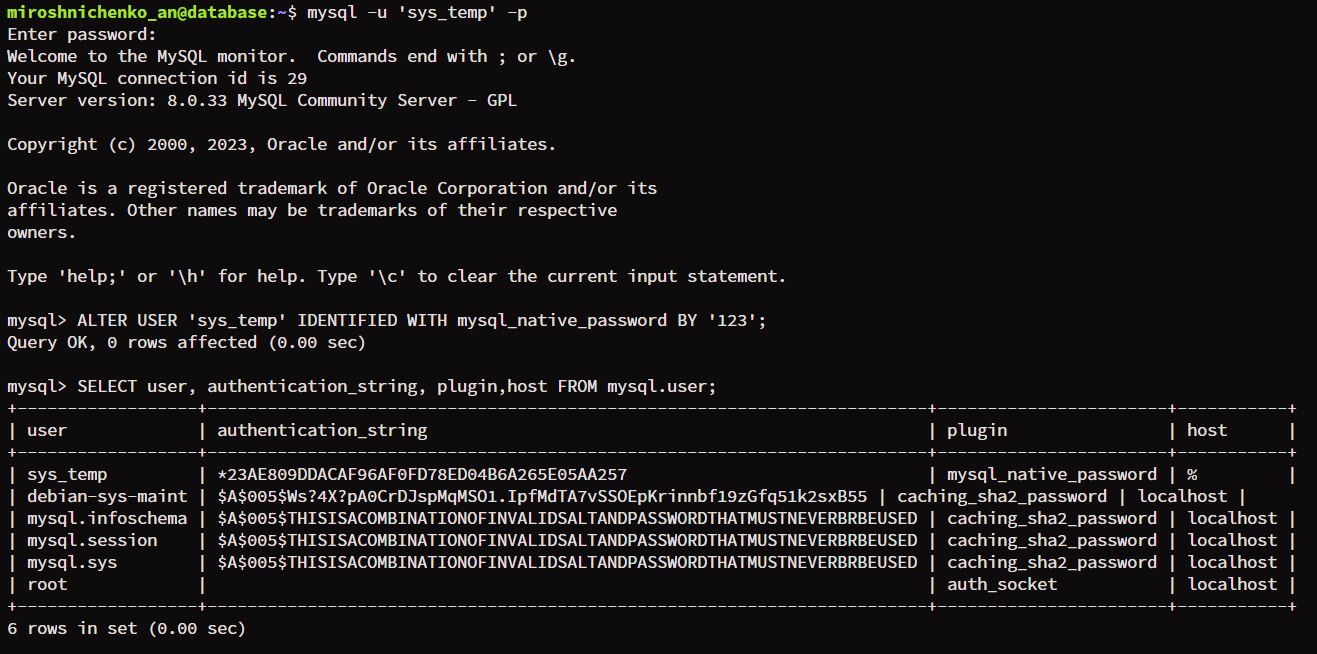 miroshnichenko_an@database:~$ mysql -u 'sys_temp' -p
Enter password:
Welcome to the MySQL monitor.  Commands end with ; or \g.
Your MySQL connection id is 29
Server version: 8.0.33 MySQL Community Server - GPL

Copyright (c) 2000, 2023, Oracle and/or its affiliates.

Oracle is a registered trademark of Oracle Corporation and/or its
affiliates. Other names may be trademarks of their respective
owners.

Type 'help;' or '\h' for help. Type '\c' to clear the current input statement.

mysql> ALTER USER 'sys_temp' IDENTIFIED WITH mysql_native_password BY '123';
Query OK, 0 rows affected (0.00 sec)

mysql> SELECT user, authentication_string, plugin,host FROM mysql.user;
+------------------+------------------------------------------------------------------------+-----------------------+-----------+
| user             | authentication_string                                                  | plugin                | host      |
+------------------+------------------------------------------------------------------------+-----------------------+-----------+
| sys_temp         | *23AE809DDACAF96AF0FD78ED04B6A265E05AA257                              | mysql_native_password | %         |
| debian-sys-maint | $A$005$Ws?4X?pA0CrDJspMqMSO1.IpfMdTA7vSSOEpKrinnbf19zGfq51k2sxB55 | caching_sha2_password | localhost |
| mysql.infoschema | $A$005$THISISACOMBINATIONOFINVALIDSALTANDPASSWORDTHATMUSTNEVERBRBEUSED | caching_sha2_password | localhost |
| mysql.session    | $A$005$THISISACOMBINATIONOFINVALIDSALTANDPASSWORDTHATMUSTNEVERBRBEUSED | caching_sha2_password | localhost |
| mysql.sys        | $A$005$THISISACOMBINATIONOFINVALIDSALTANDPASSWORDTHATMUSTNEVERBRBEUSED | caching_sha2_password | localhost |
| root             |                                                                        | auth_socket           | localhost |
+------------------+------------------------------------------------------------------------+-----------------------+-----------+
6 rows in set (0.00 sec)